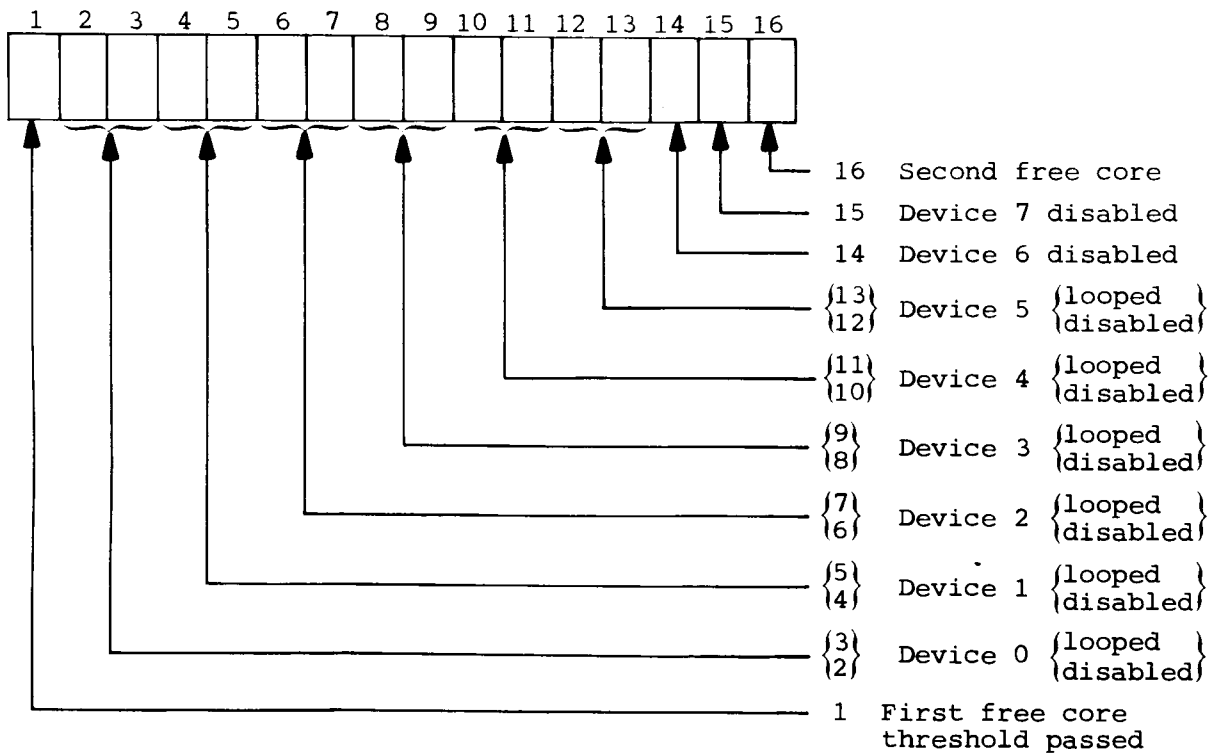 1 2 3 4 5 6 7 8 9 10 11 12 13 14 15 16
16 Second free core
15 Device 7 disabled
14 Device 6 disabled
{13} Device 5 {looped}
{12} {disabled}
{11} Device 4 {looped}
{10} {disabled}
{9} Device 3 {looped}
{8} {disabled}
{7} Device 2 {looped}
{6} {disabled}
{5} Device 1 {looped}
{4} {disabled}
{3} Device 0 {looped}
{2} {disabled}
1 First free core
threshold passed